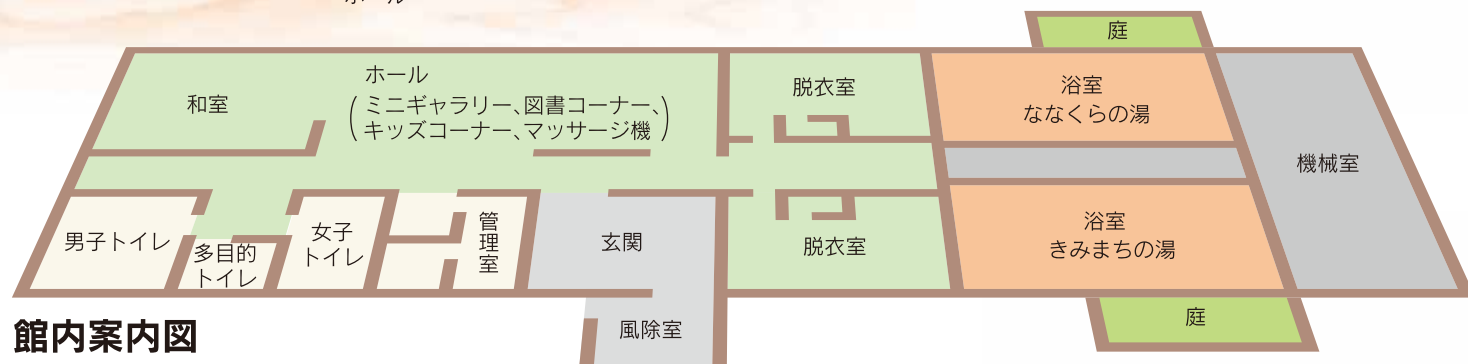 ホール
庭
和室
ホール
(ミニギャラリー、図書コーナー、
キッズコーナー、マッサージ機)
脱衣室
浴室
ななくらの湯
機械室
男子トイレ
多目的
トイレ
女子
トイレ
管理室
玄関
脱衣室
浴室
きみまちの湯
風除室
庭
館内案内図